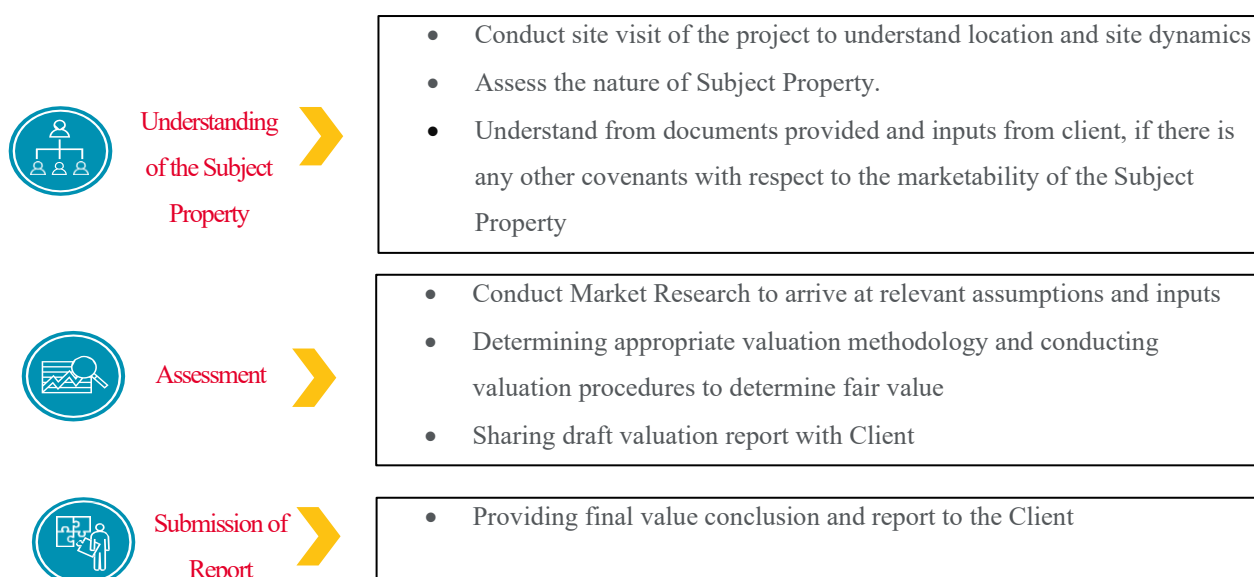 Understanding
of the Subject
Property
• Conduct site visit of the project to understand location and site dynamics
• Assess the nature of Subject Property.
• Understand from documents provided and inputs from client, if there is
any other covenants with respect to the marketability of the Subject
Property
Assessment
• Conduct Market Research to arrive at relevant assumptions and inputs
• Determining appropriate valuation methodology and conducting
valuation procedures to determine fair value
• Sharing draft valuation report with Client
Submission of
Report
• Providing final value conclusion and report to the Client